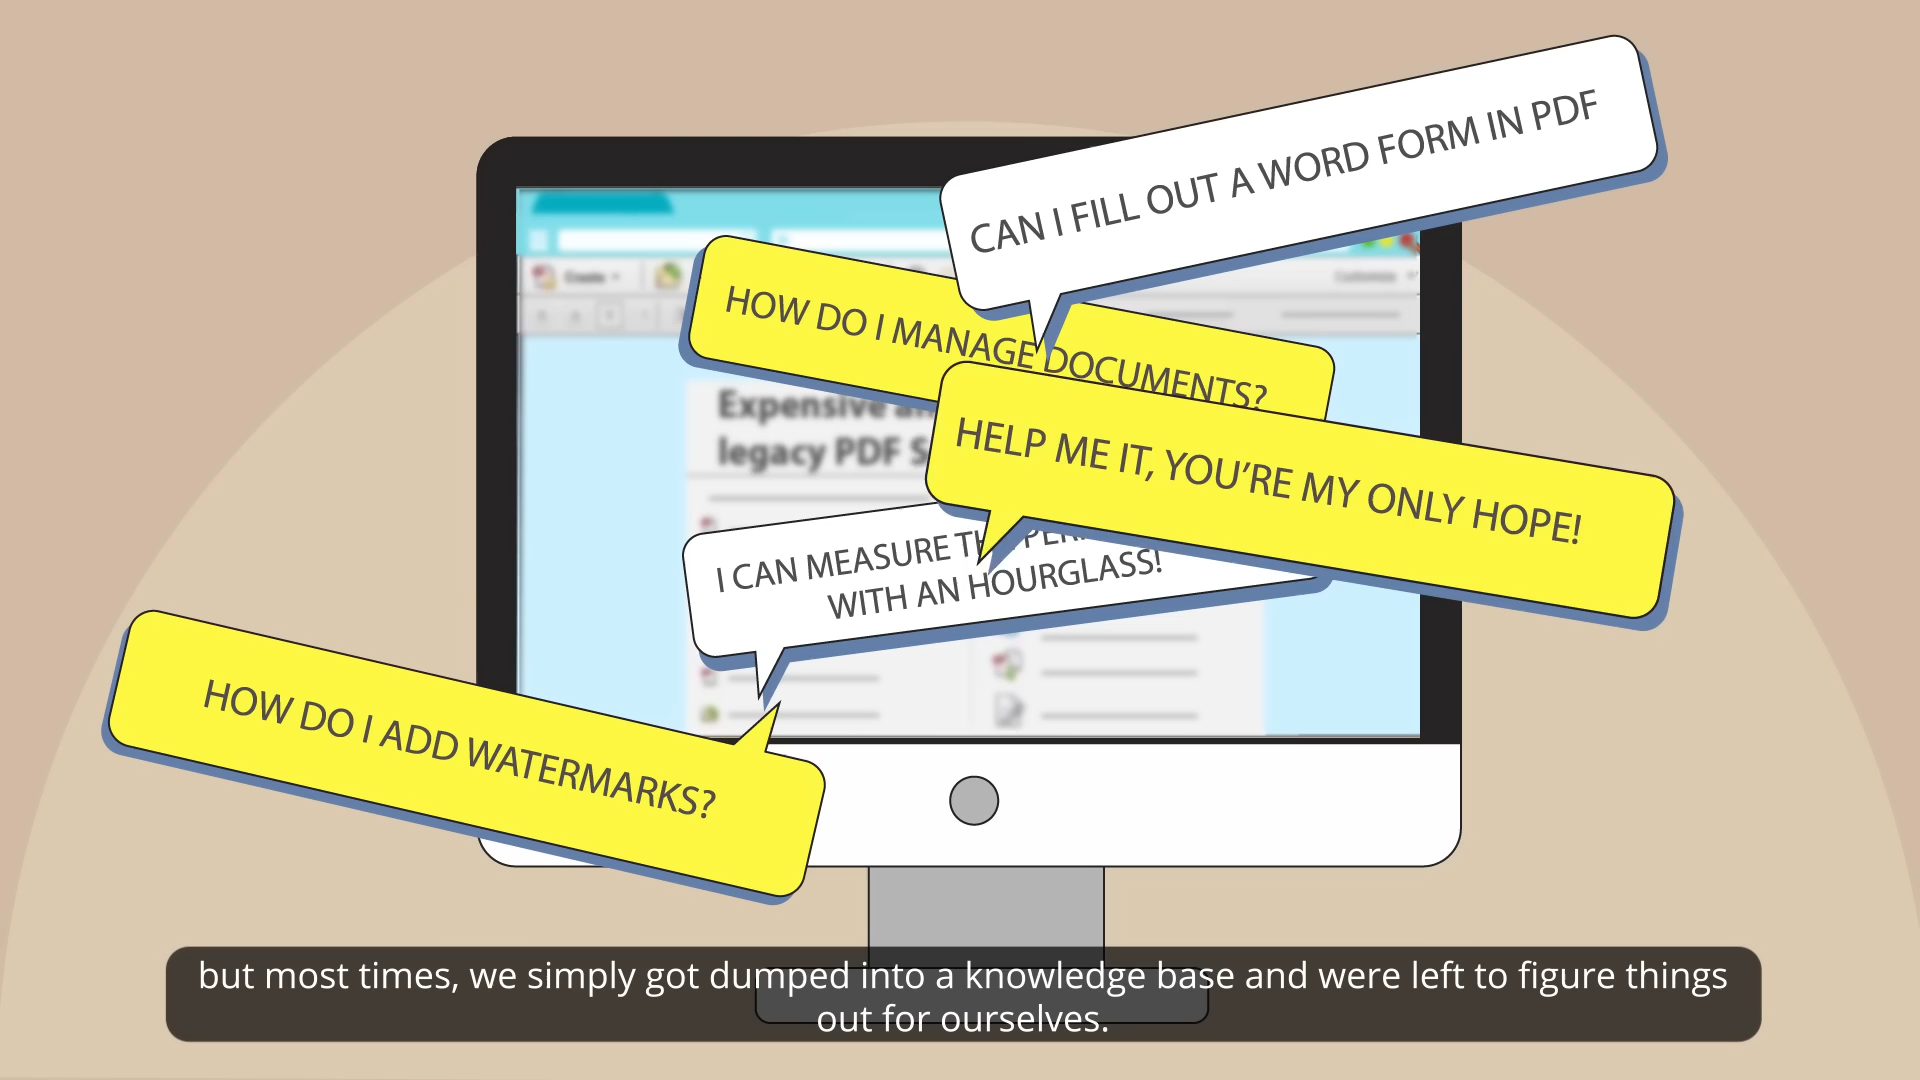 CAN I FILL OUT A WORD FORM IN PDF
Create
Customize
HOW DO I MANAGE DOCUMENTS?
Expensive
legacy PDF
HELP ME IT, YOU'RE MY ONLY HOPE!
I CAN MEASURE
WITH AN HOURGLASS!
HOW DO I ADD WATERMARKS?
but most times, we simply got dumped into a knowledge base and were left to figure things
out for ourselves.